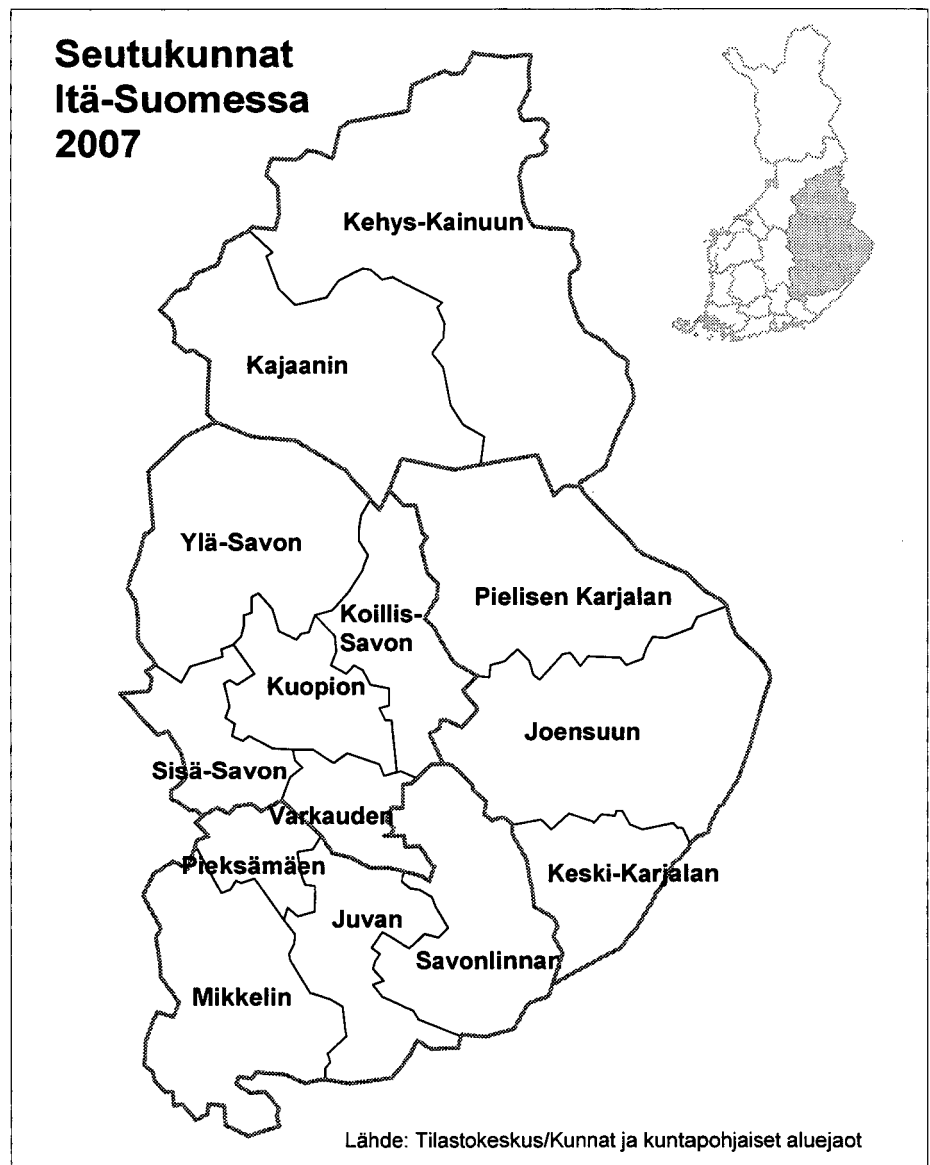 Seutukunnat
Itä-Suomessa
2007
Kehys-Kainuun
Kajaanin
Ylä-Savon
Koillis-
Savon
Pielisen Karjalan
Kuopion
Joensuun
Sisä-Savon
Varkauden
Pieksämäen
Keski-Karjalan
Juvan
Savonlinnan
Mikkelin
Lähde: Tilastokeskus/Kunnat ja kuntapohjaiset aluejaot